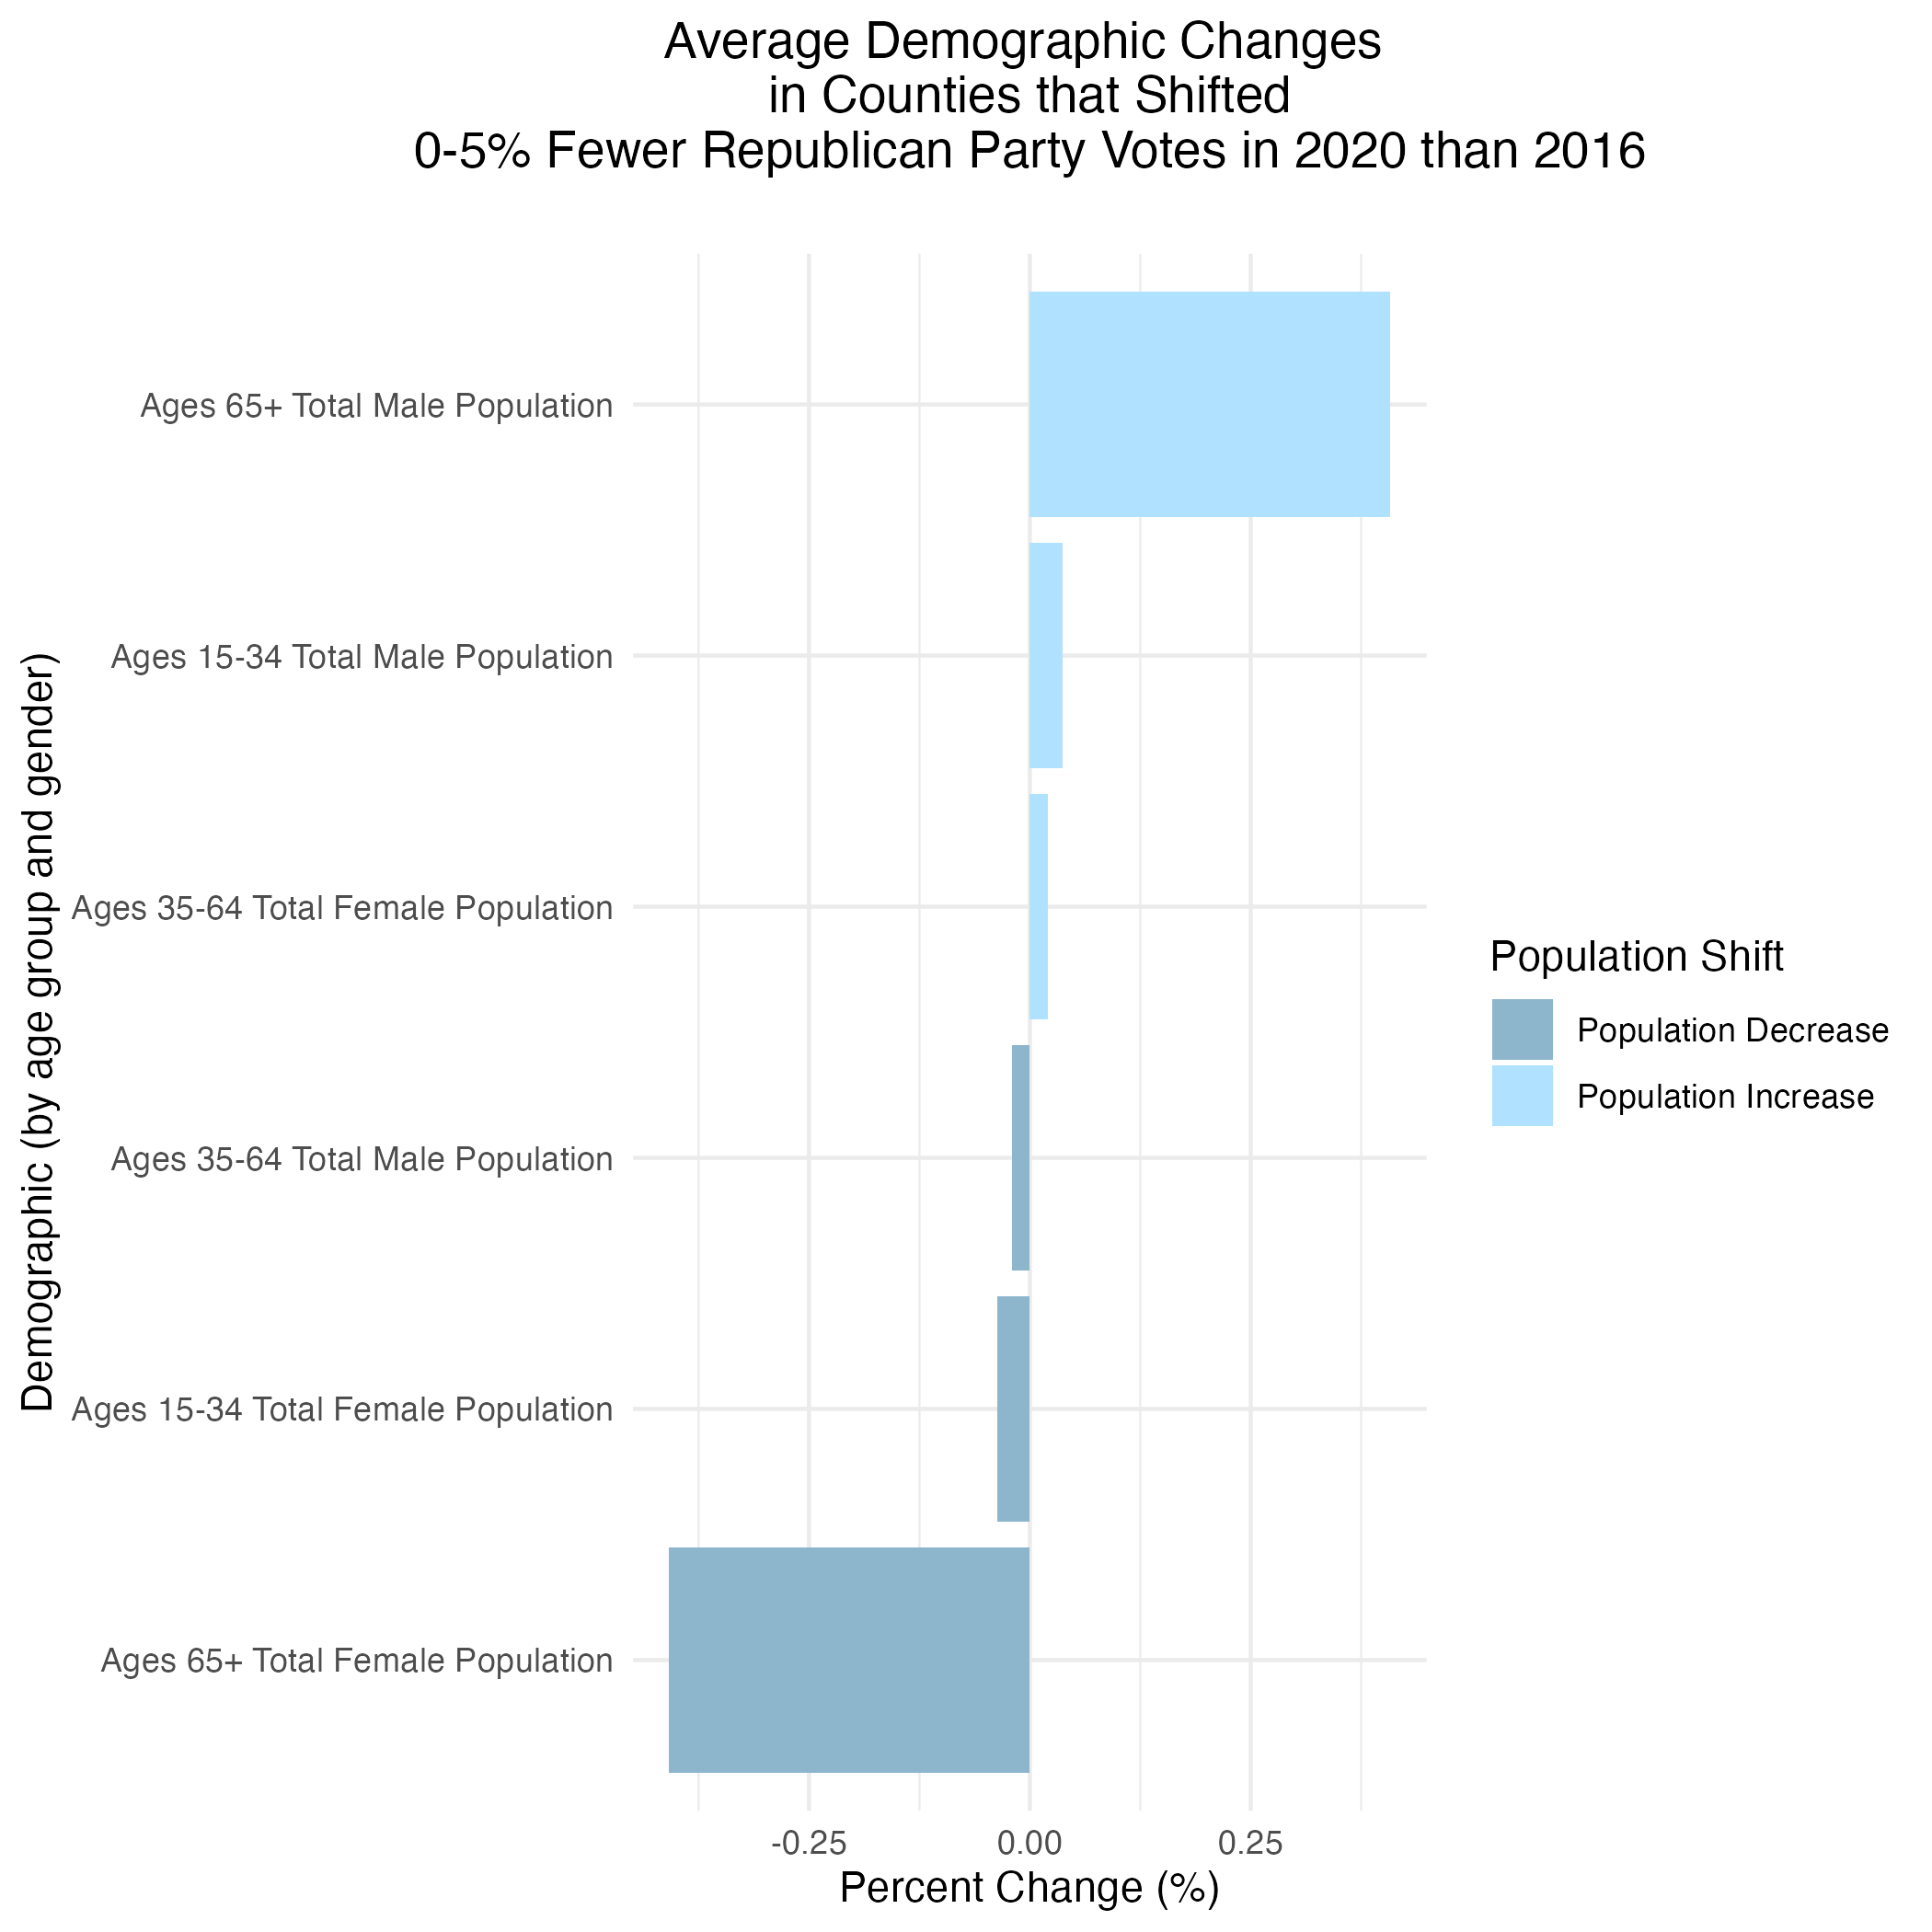 Average Demographic Changes
in Counties that Shifted
0-5% Fewer Republican Party Votes in 2020 than 2016
Demographic (by age group and gender)
Ages 65+ Total Male Population
Ages 15-34 Total Male Population
Ages 35-64 Total Female Population
Ages 35-64 Total Male Population
Ages 15-34 Total Female Population
Ages 65+ Total Female Population
-0.25
0.00
0.25
Percent Change (%)
Population Shift
Population Decrease
Population Increase